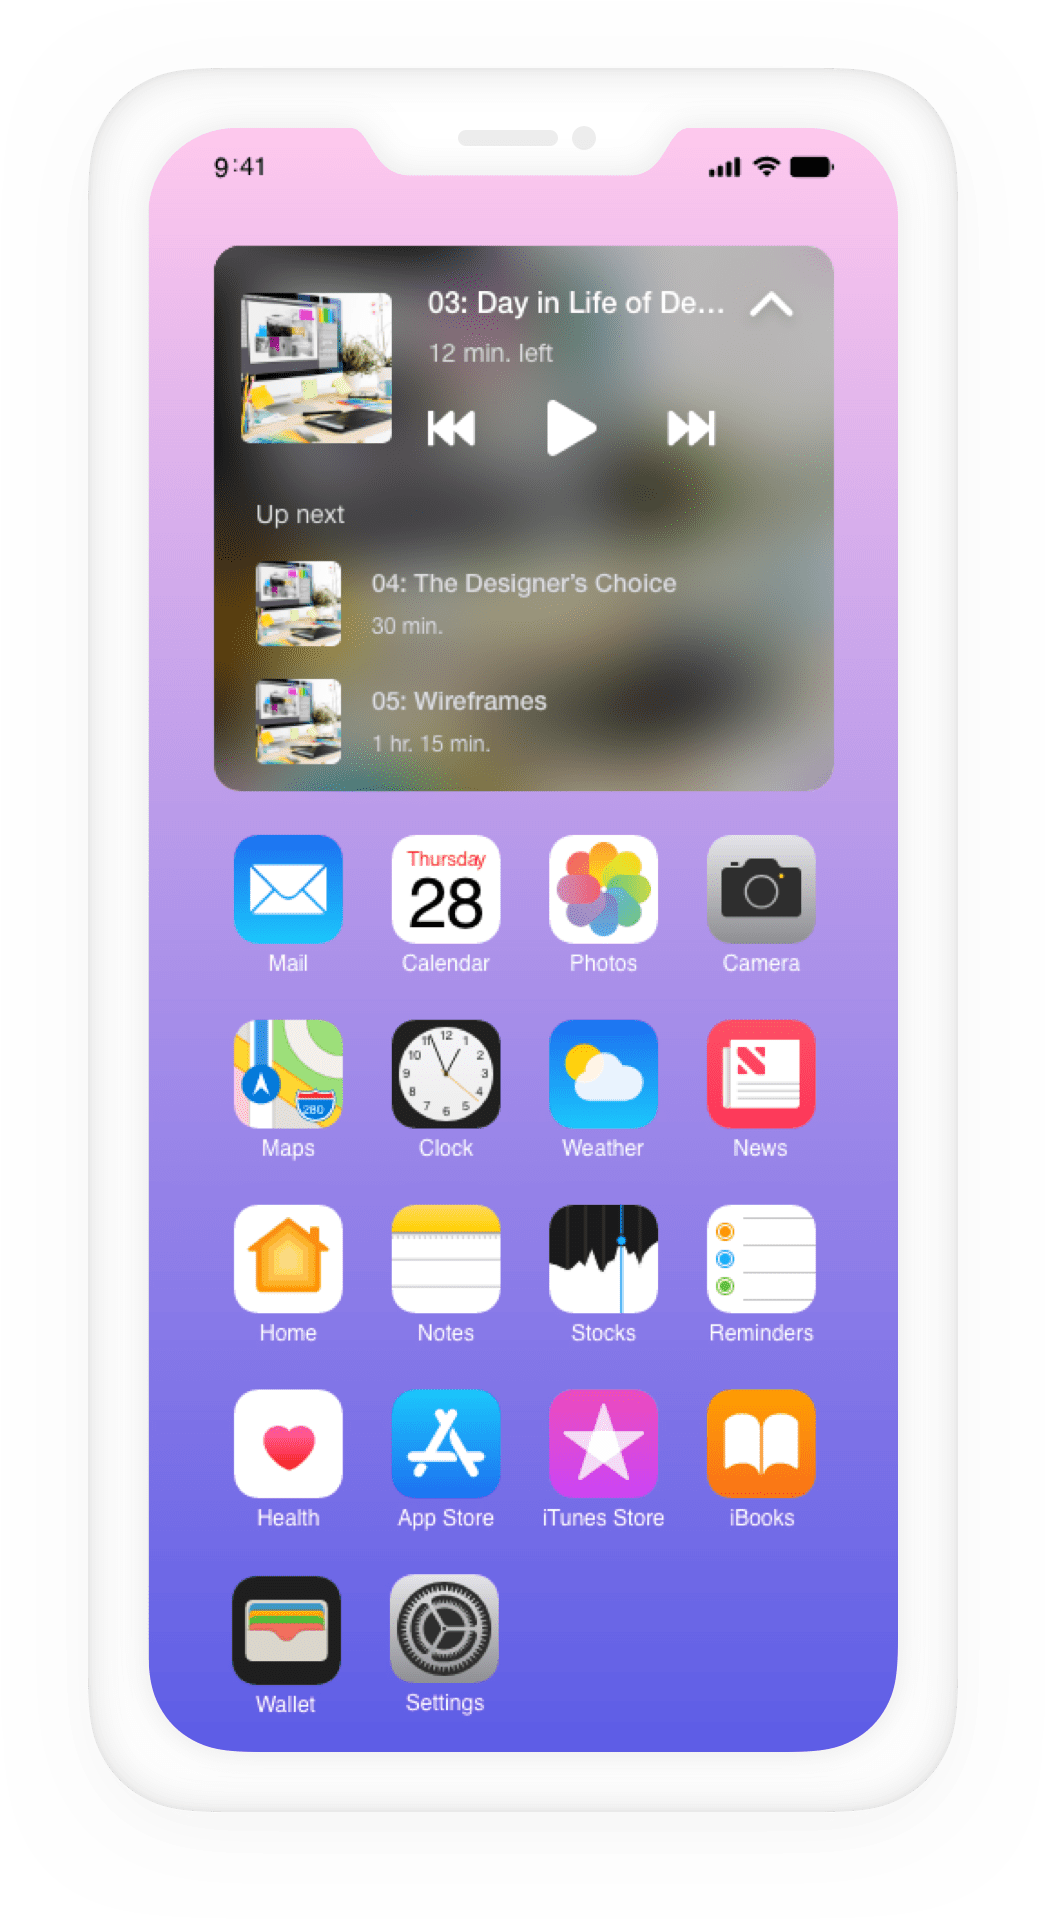 9:41
03: Day in Life of De...
12 min. left
Up next
04: The Designer’s Choice
30 min.
05: Wireframes
1 hr. 15 min.
Thursday
28
Mail Calendar Photos Camera
280
12 1 2 3 4 5 6 7 8 9 10 11
Maps Clock Weather News
Home Notes Stocks Reminders
Health App Store iTunes Store iBooks
Wallet Settings